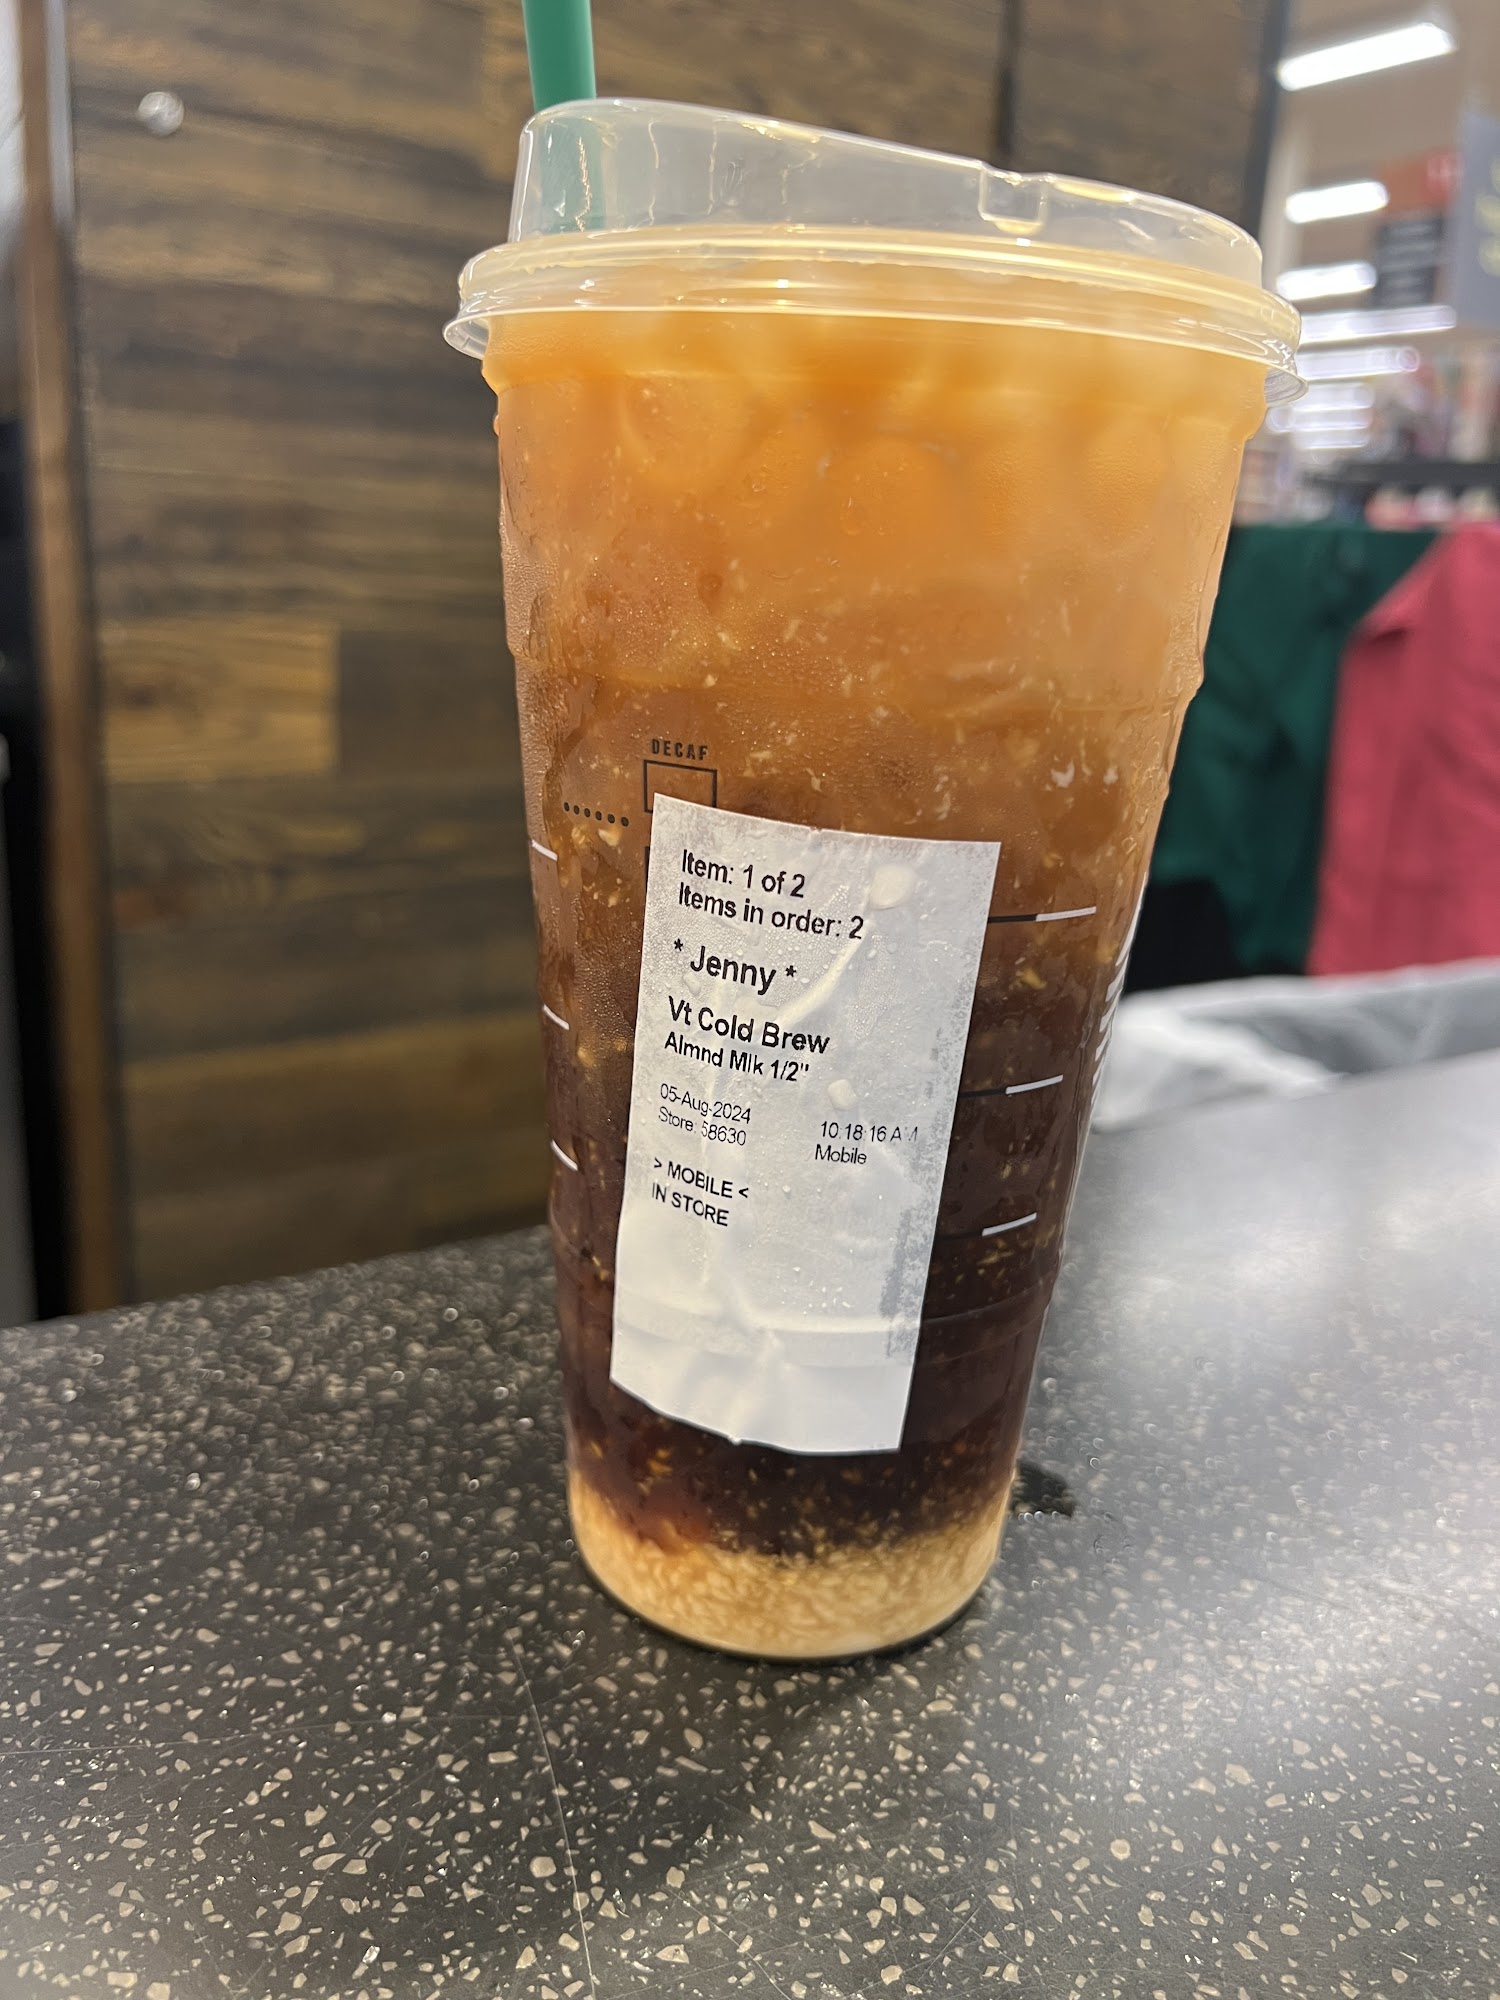 DECAF
Item: 1 of 2
Items in order: 2
* Jenny *
Vt Cold Brew
Almnd Mlk 1/2"
05-Aug-2024 10:18:16 AM
Store: 58630 Mobile
> MOBILE <
IN STORE